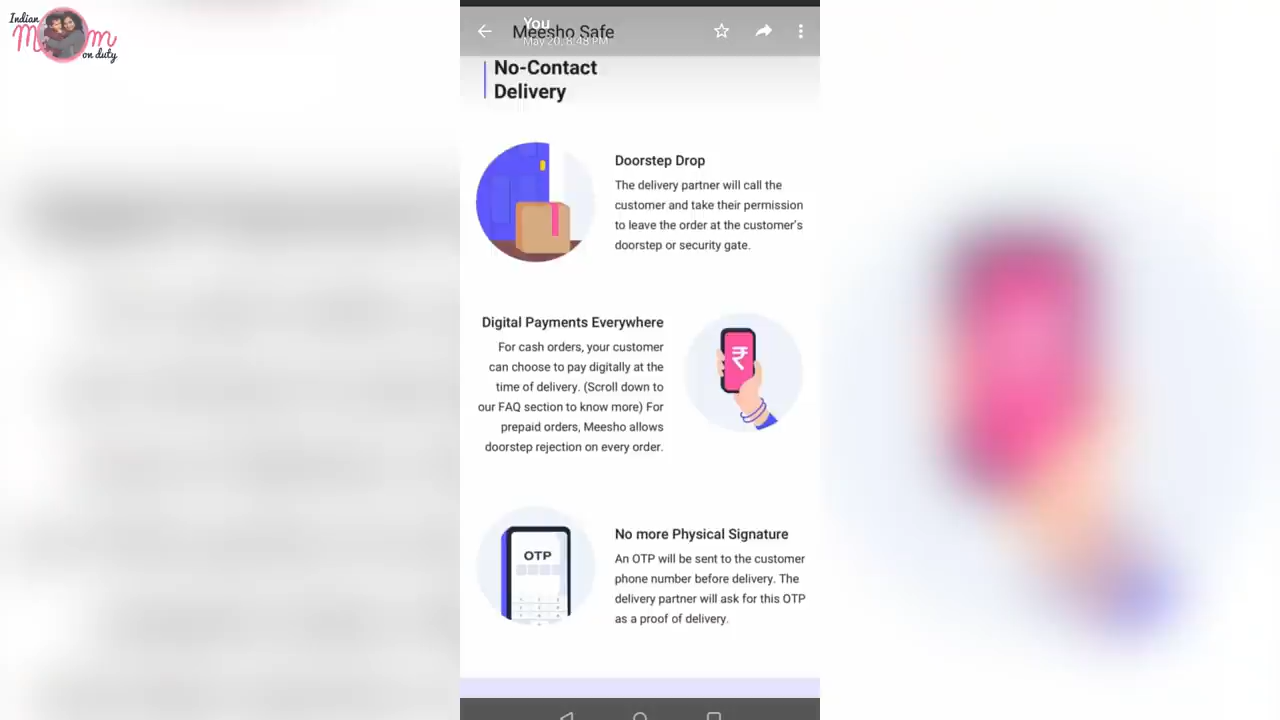 Indian
Mom
on duty
You
Meesho Safe
May 20, 8:48 PM
No-Contact
Delivery
Doorstep Drop
The delivery partner will call the
customer and take their permission
to leave the order at the customer's
doorstep or security gate.
Digital Payments Everywhere
For cash orders, your customer
can choose to pay digitally at the
time of delivery. (Scroll down to
our FAQ section to know more) For
prepaid orders, Meesho allows
doorstep rejection on every order.
₹
No more Physical Signature
An OTP will be sent to the customer
phone number before delivery. The
delivery partner will ask for this OTP
as a proof of delivery.
OTP